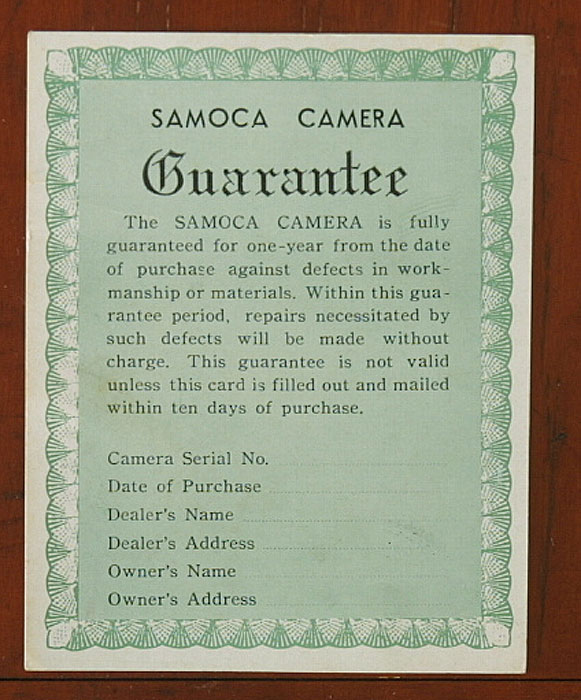 SAMOCA CAMERA
Guarantee
The SAMOCA CAMERA is fully
guaranteed for one-year from the date
of purchase against defects in work-
manship or materials. Within this gua-
rantee period, repairs necessitated by
such defects will be made without
charge. This guarantee is not valid
unless this card is filled out and mailed
within ten days of purchase.
Camera Serial No.
Date of Purchase
Dealer's Name
Dealer's Address
Owner's Name
Owner's Address